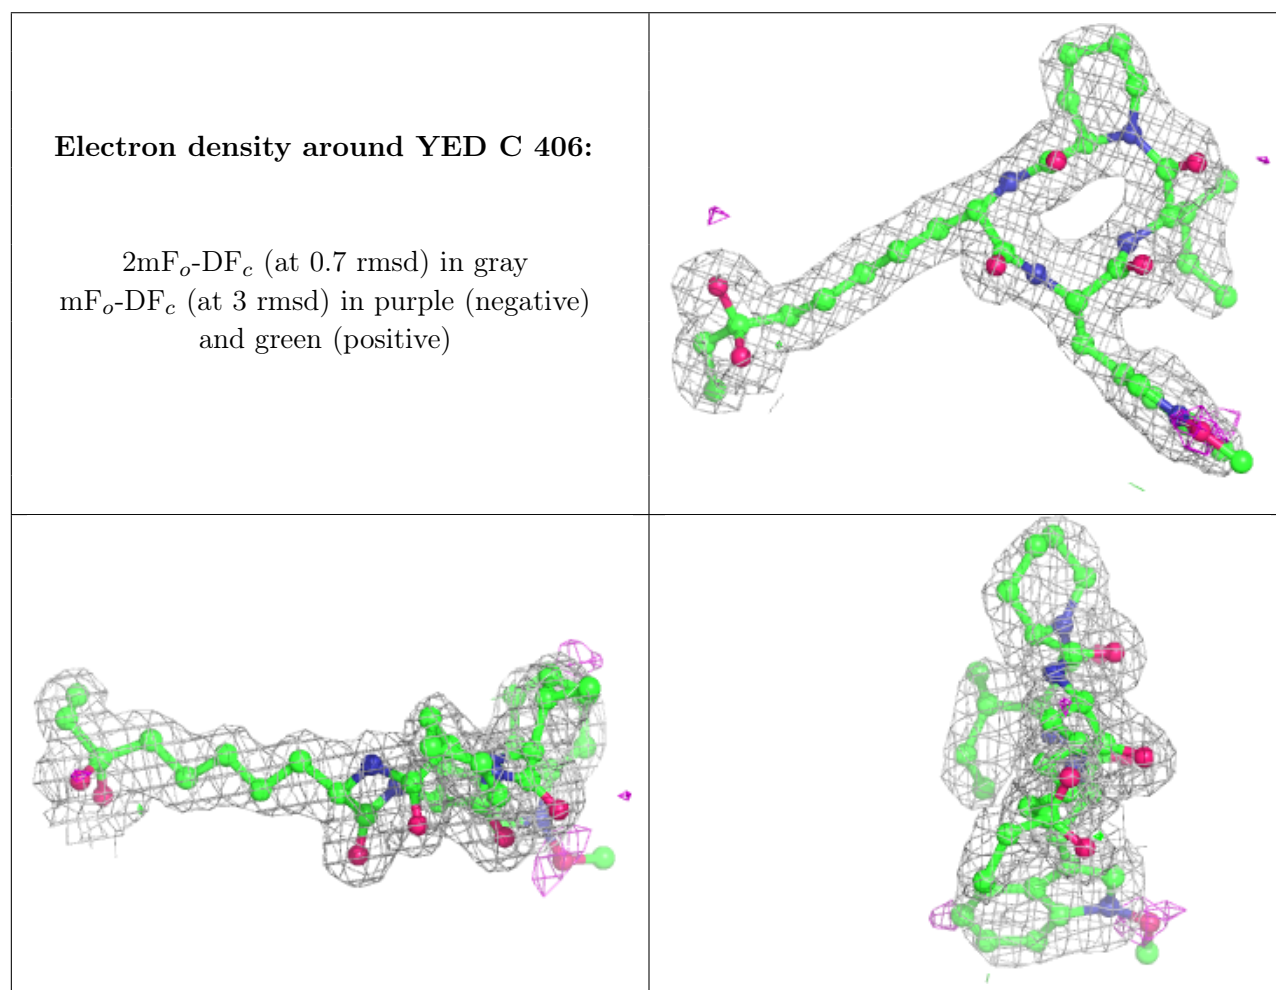 Electron density around YED C 406:
2mFₒ-DF𝒸 (at 0.7 rmsd) in gray
mFₒ-DF𝒸 (at 3 rmsd) in purple (negative)
and green (positive)